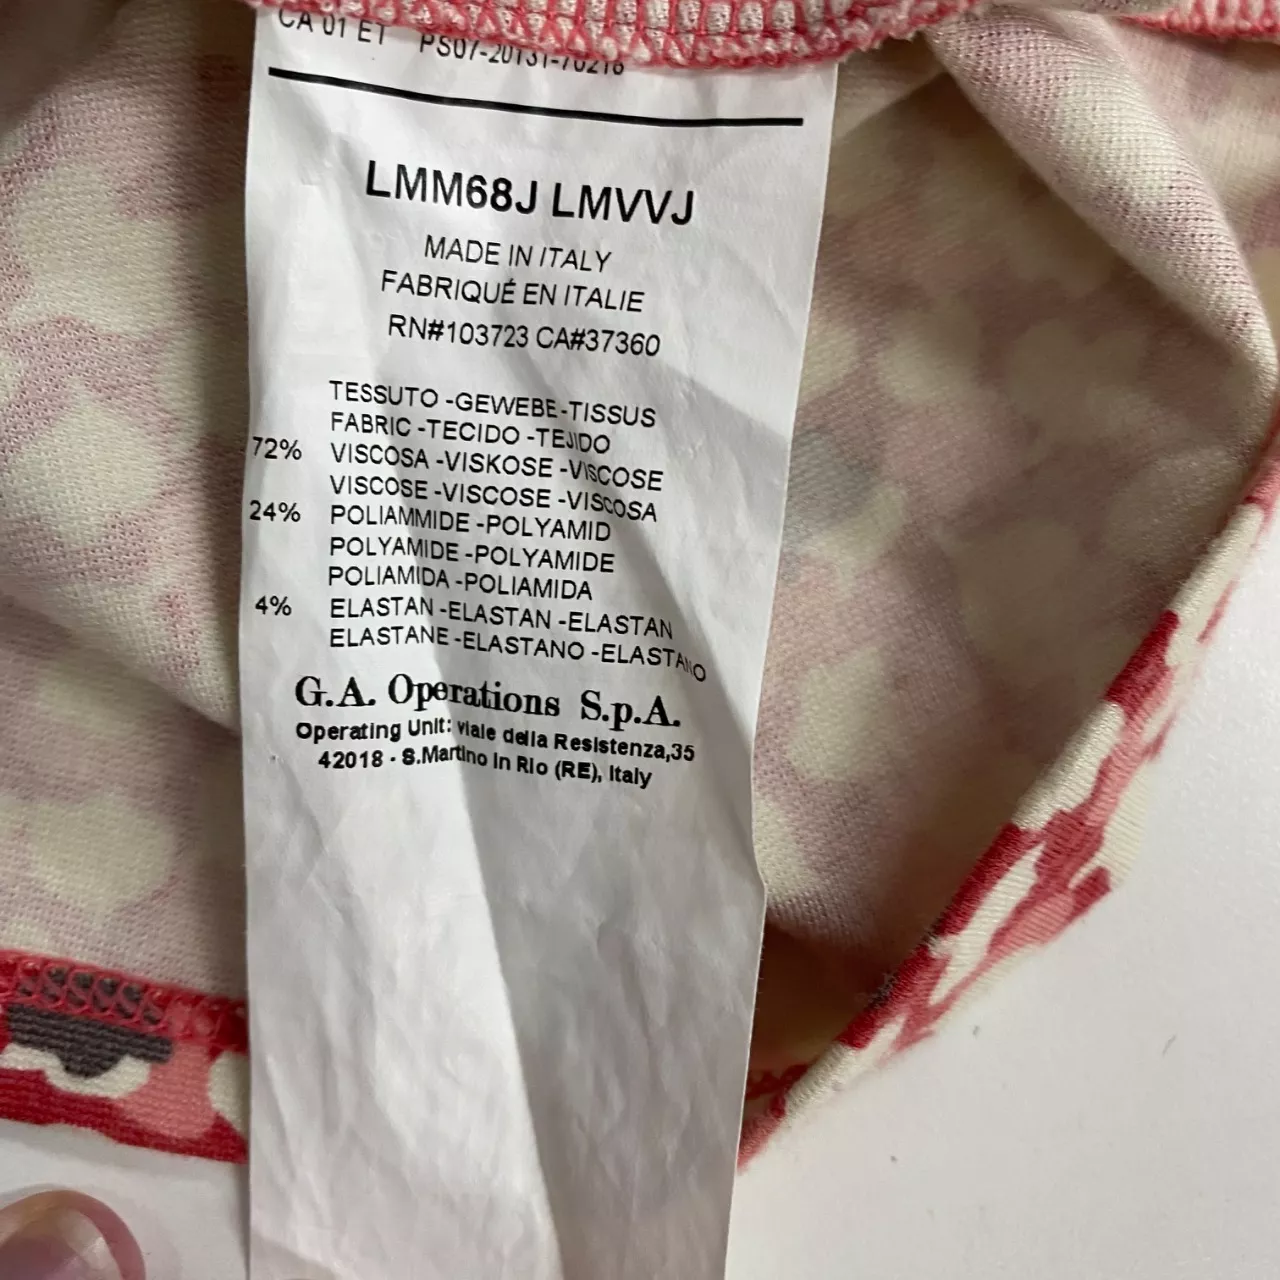 CA 01 ET PS07-20131-70218
LMM68J LMVVJ
MADE IN ITALY
FABRIQUÉ EN ITALIE
RN#103723 CA#37360
TESSUTO -GEWEBE-TISSUS
FABRIC -TECIDO -TEJIDO
72% VISCOSA -VISKOSE -VISCOSE
VISCOSE -VISCOSE -VISCOSA
24% POLIAMMIDE -POLYAMID
POLYAMIDE -POLYAMIDE
POLIAMIDA -POLIAMIDA
4% ELASTAN -ELASTAN -ELASTAN
ELASTANE -ELASTANO -ELASTANO
G.A. Operations S.p.A.
Operating Unit: viale della Resistenza,35
42018 - S.Martino in Rio (RE), Italy